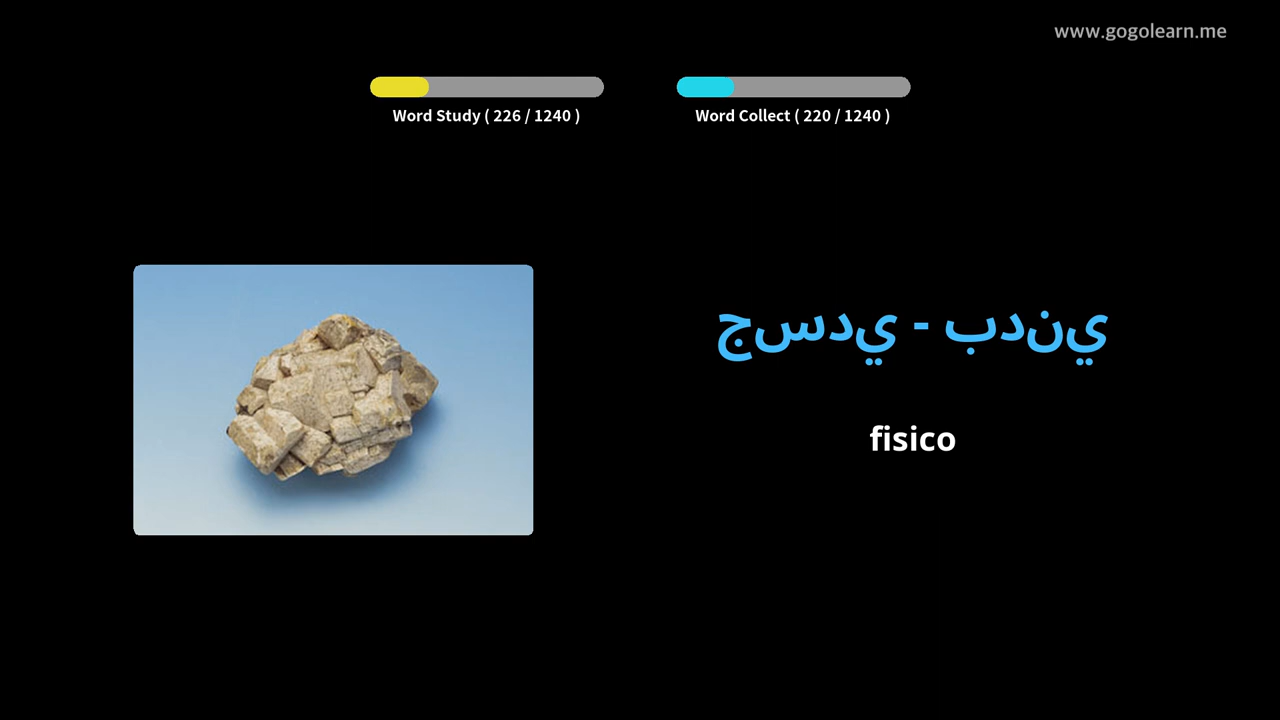 www.gogolearn.me
Word Study ( 226 / 1240 )
Word Collect ( 220 / 1240 )
جسدي - بدني
fisico